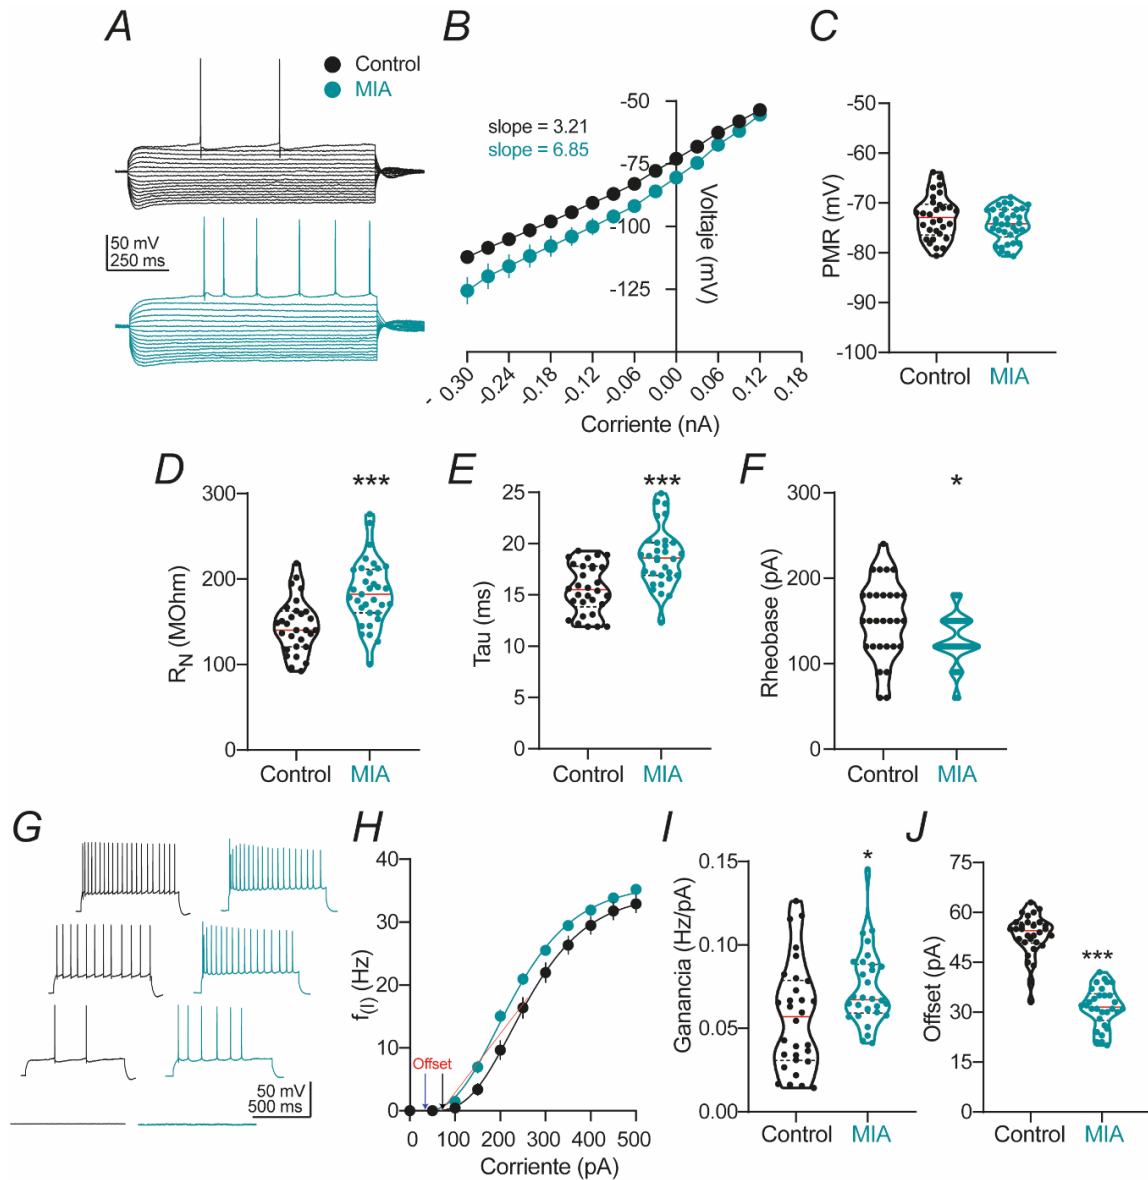 A
Control
MIA
50 mV
250 ms
B
slope = 3.21
slope = 6.85
-50
-75
-100
-125
Voltaje (mV)
- 0.30
-0.24
-0.18
-0.12
-0.06
0.00
0.06
0.12
0.18
Corriente (nA)
C
PMR (mV)
-50
-60
-70
-80
-90
-100
Control
MIA
D
RN (MOhm)
300
200
100
0
***
Control
MIA
E
Tau (ms)
25
20
15
10
5
0
***
Control
MIA
F
Rheobase (pA)
300
200
100
0
*
Control
MIA
G
50 mV
500 ms
H
f(I) (Hz)
40
30
20
10
0
Offset
0
100
200
300
400
500
Corriente (pA)
I
Ganancia (Hz/pA)
0.15
0.10
0.05
0.00
*
Control
MIA
J
Offset (pA)
75
60
45
30
15
0
***
Control
MIA